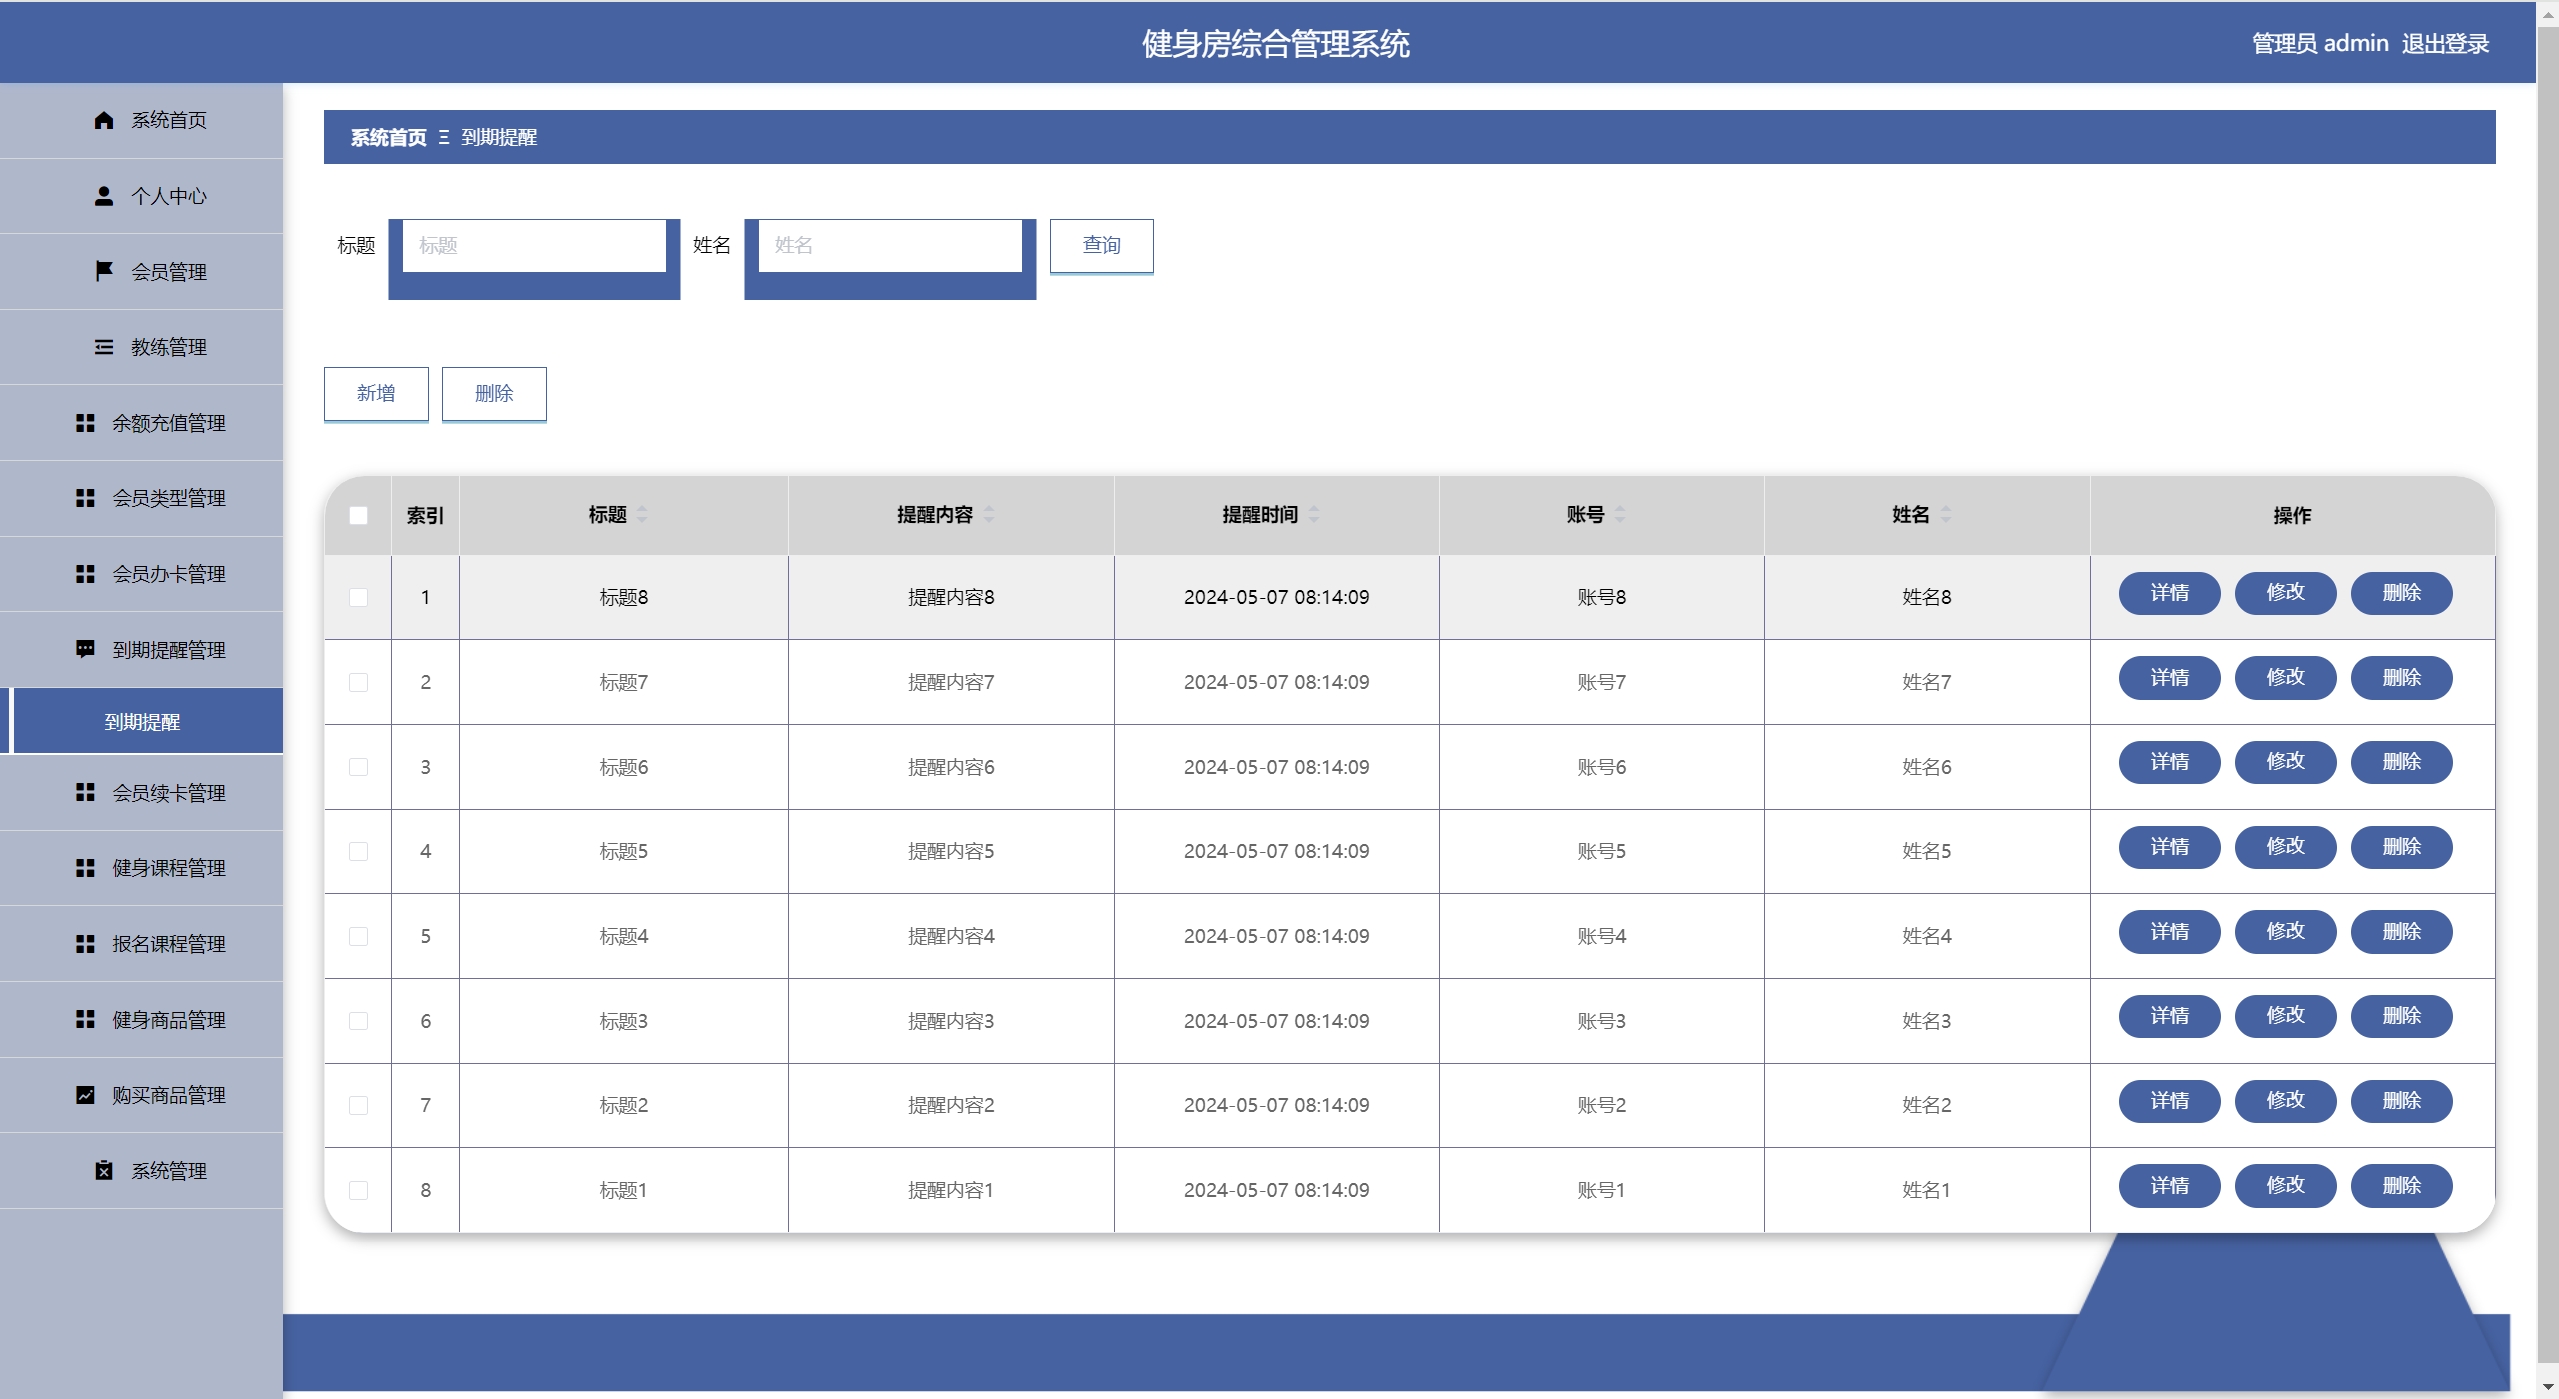 健身房综合管理系统
管理员 admin 退出登录
系统首页
个人中心
会员管理
教练管理
余额充值管理
会员类型管理
会员办卡管理
到期提醒管理
到期提醒
会员续卡管理
健身课程管理
报名课程管理
健身商品管理
购买商品管理
系统管理
系统首页 Ξ 到期提醒
标题 标题 姓名 姓名 查询
新增 删除
索引 标题 提醒内容 提醒时间 账号 姓名 操作
1 标题8 提醒内容8 2024-05-07 08:14:09 账号8 姓名8 详情 修改 删除
2 标题7 提醒内容7 2024-05-07 08:14:09 账号7 姓名7 详情 修改 删除
3 标题6 提醒内容6 2024-05-07 08:14:09 账号6 姓名6 详情 修改 删除
4 标题5 提醒内容5 2024-05-07 08:14:09 账号5 姓名5 详情 修改 删除
5 标题4 提醒内容4 2024-05-07 08:14:09 账号4 姓名4 详情 修改 删除
6 标题3 提醒内容3 2024-05-07 08:14:09 账号3 姓名3 详情 修改 删除
7 标题2 提醒内容2 2024-05-07 08:14:09 账号2 姓名2 详情 修改 删除
8 标题1 提醒内容1 2024-05-07 08:14:09 账号1 姓名1 详情 修改 删除